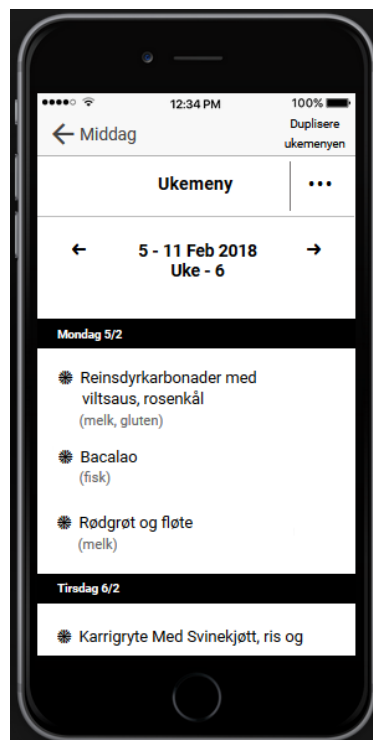 12:34 PM
100%
← Middag
Duplisere
ukemenyen
Ukemeny
...
← 5 - 11 Feb 2018 →
Uke - 6
Mondag 5/2
Reinsdyrkarbonader med
viltsaus, rosenkål
(melk, gluten)
Bacalao
(fisk)
Rødgrøt og fløte
(melk)
Tirsdag 6/2
Karrigryte Med Svinekjøtt, ris og